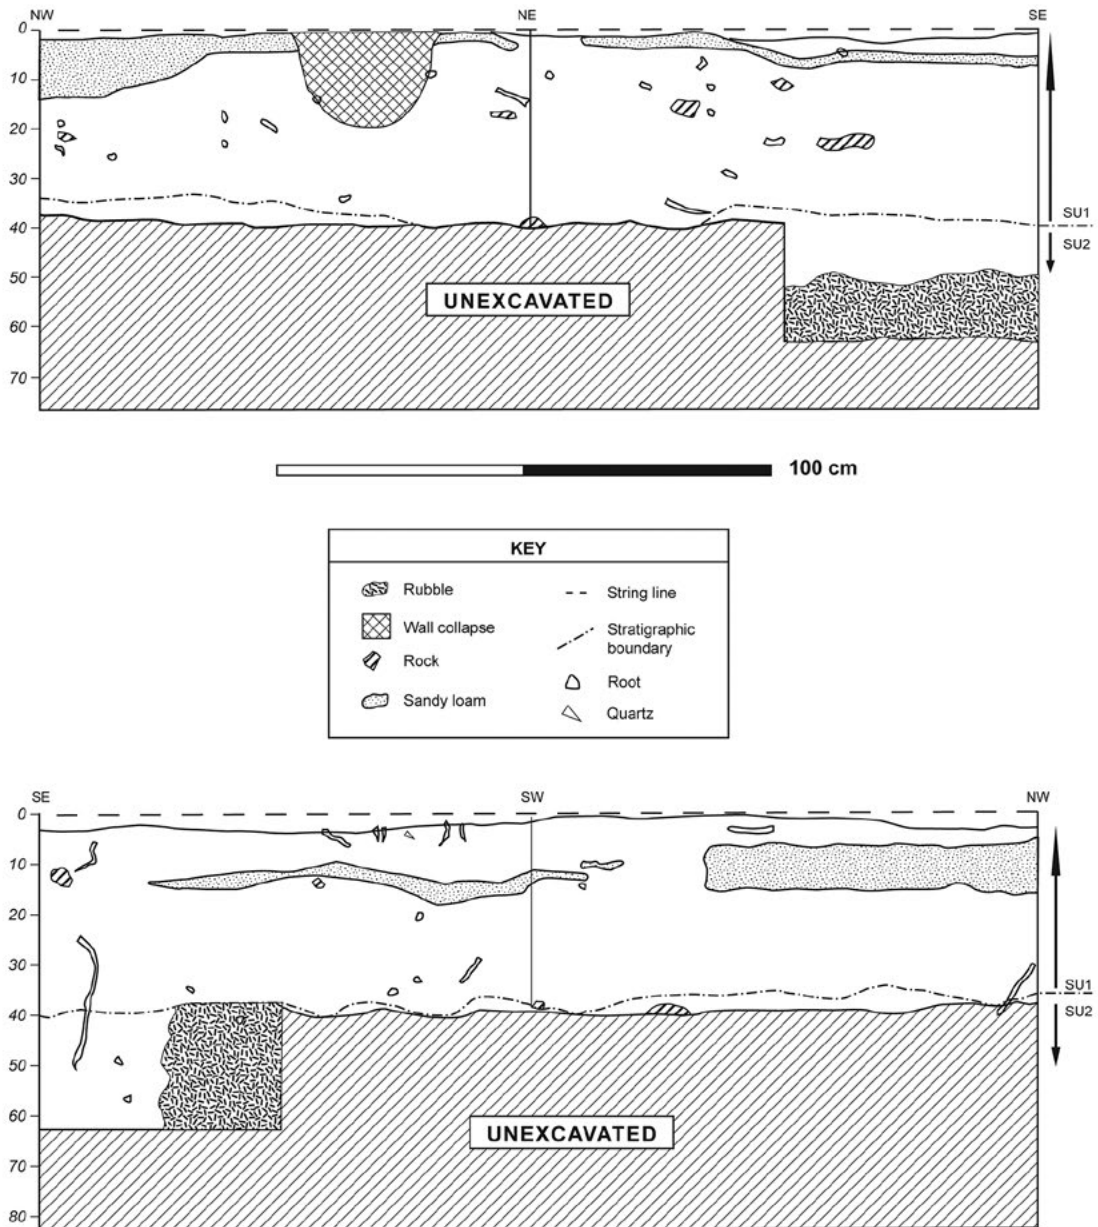 NW NE SE
0
10
20
30
40
50
60
70
SU1
SU2
UNEXCAVATED
100 cm
KEY
Rubble
Wall collapse
Rock
Sandy loam
String line
Stratigraphic
boundary
Root
Quartz
SE SW NW
0
10
20
30
40
50
60
70
80
SU1
SU2
UNEXCAVATED